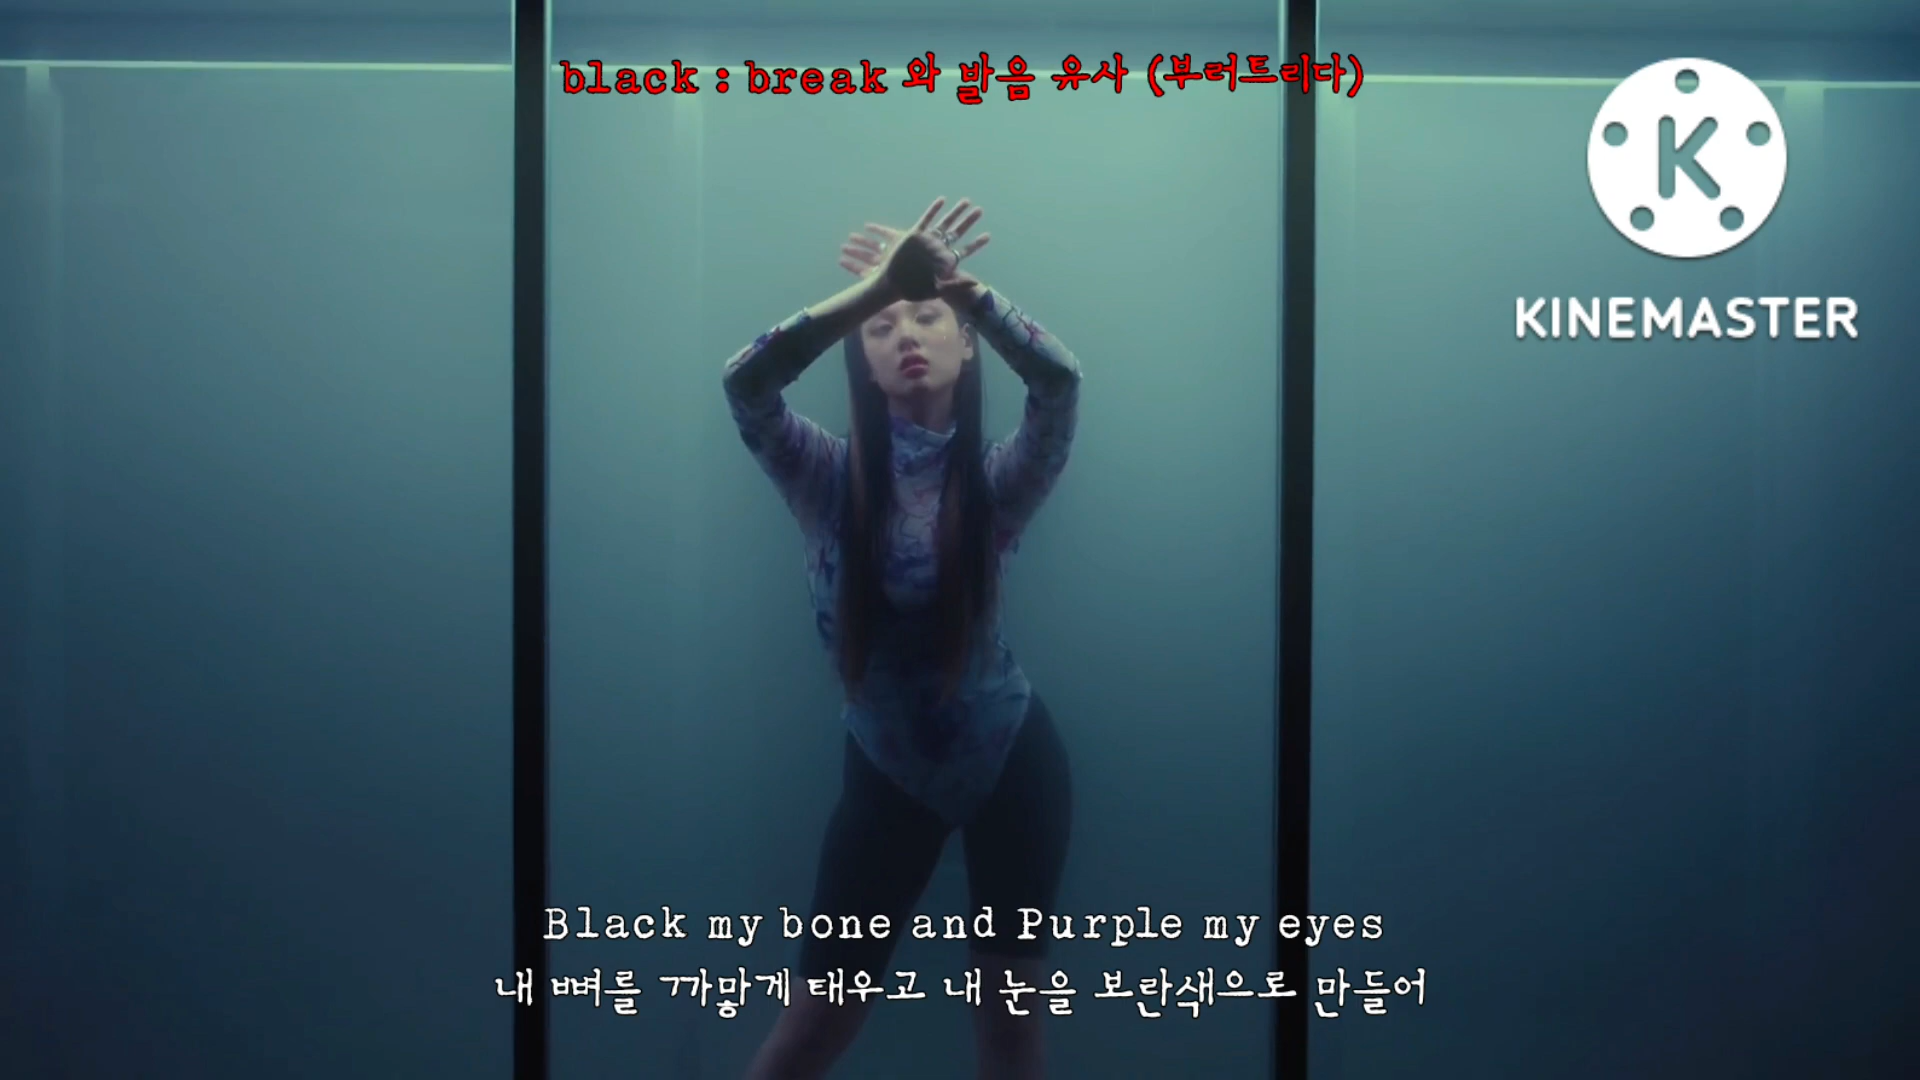 black : break 와 발음 유사 (부러트리다)
K
KINEMASTER
Black my bone and Purple my eyes
내 뼈를 까맣게 태우고 내 눈을 보란색으로 만들어